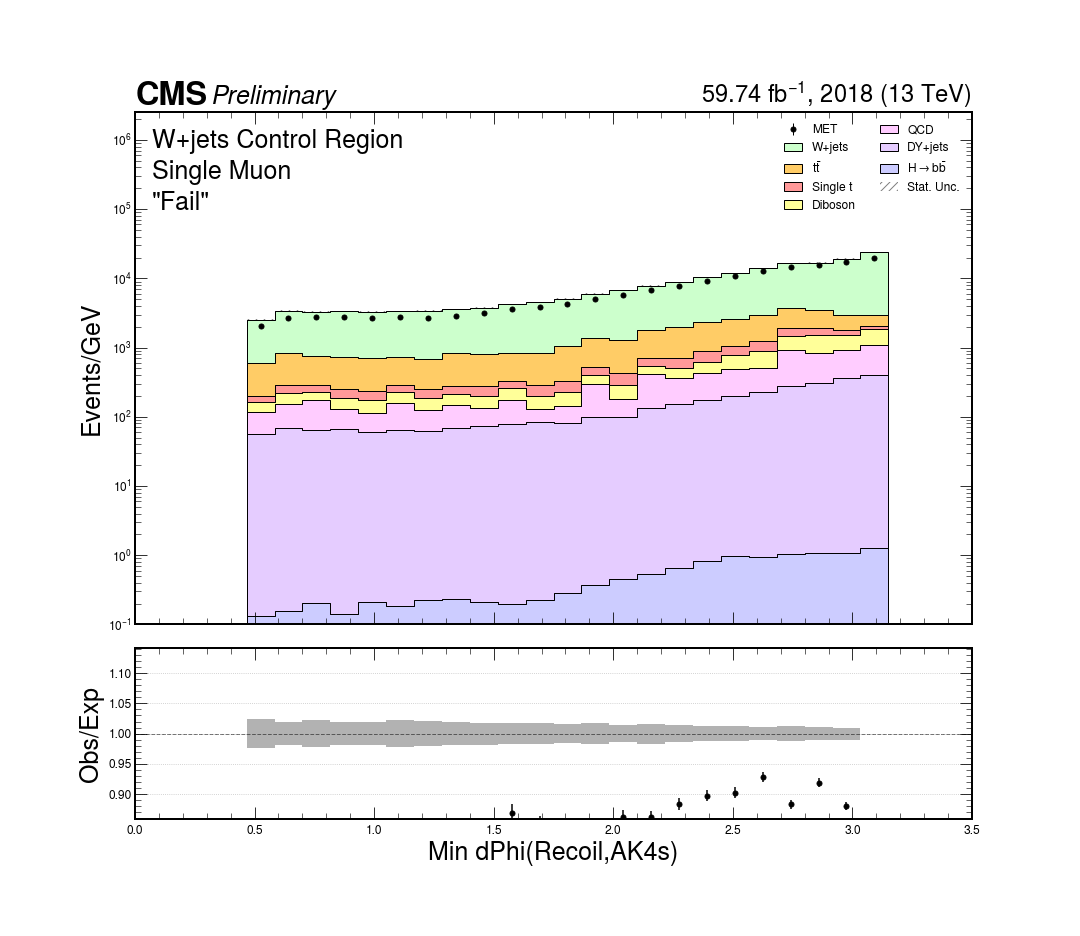 CMS Preliminary
59.74 fb⁻¹, 2018 (13 TeV)
W+jets Control Region
Single Muon
"Fail"
MET
W+jets
tt̄
Single t
Diboson
QCD
DY+jets
H→bb̄
Stat. Unc.
Events/GeV
10⁶
10⁵
10⁴
10³
10²
10¹
10⁰
10⁻¹
Obs/Exp
1.10
1.05
1.00
0.95
0.90
0.0 0.5 1.0 1.5 2.0 2.5 3.0 3.5
Min dPhi(Recoil,AK4s)